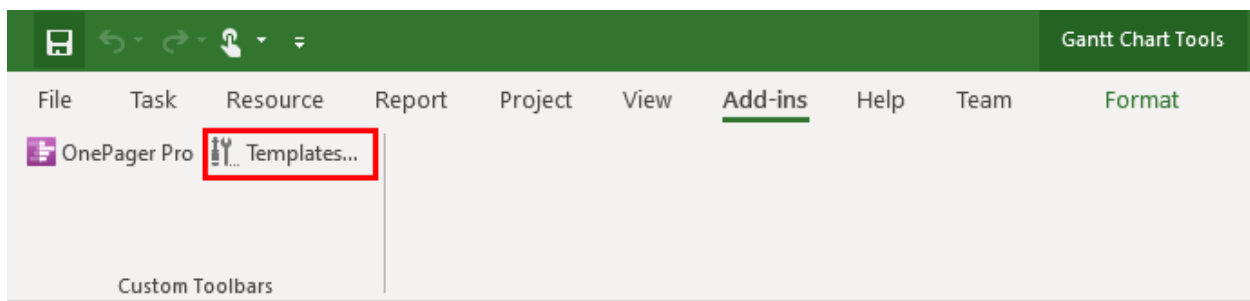 Gantt Chart Tools
File Task Resource Report Project View Add-ins Help Team Format
OnePager Pro Templates...
Custom Toolbars